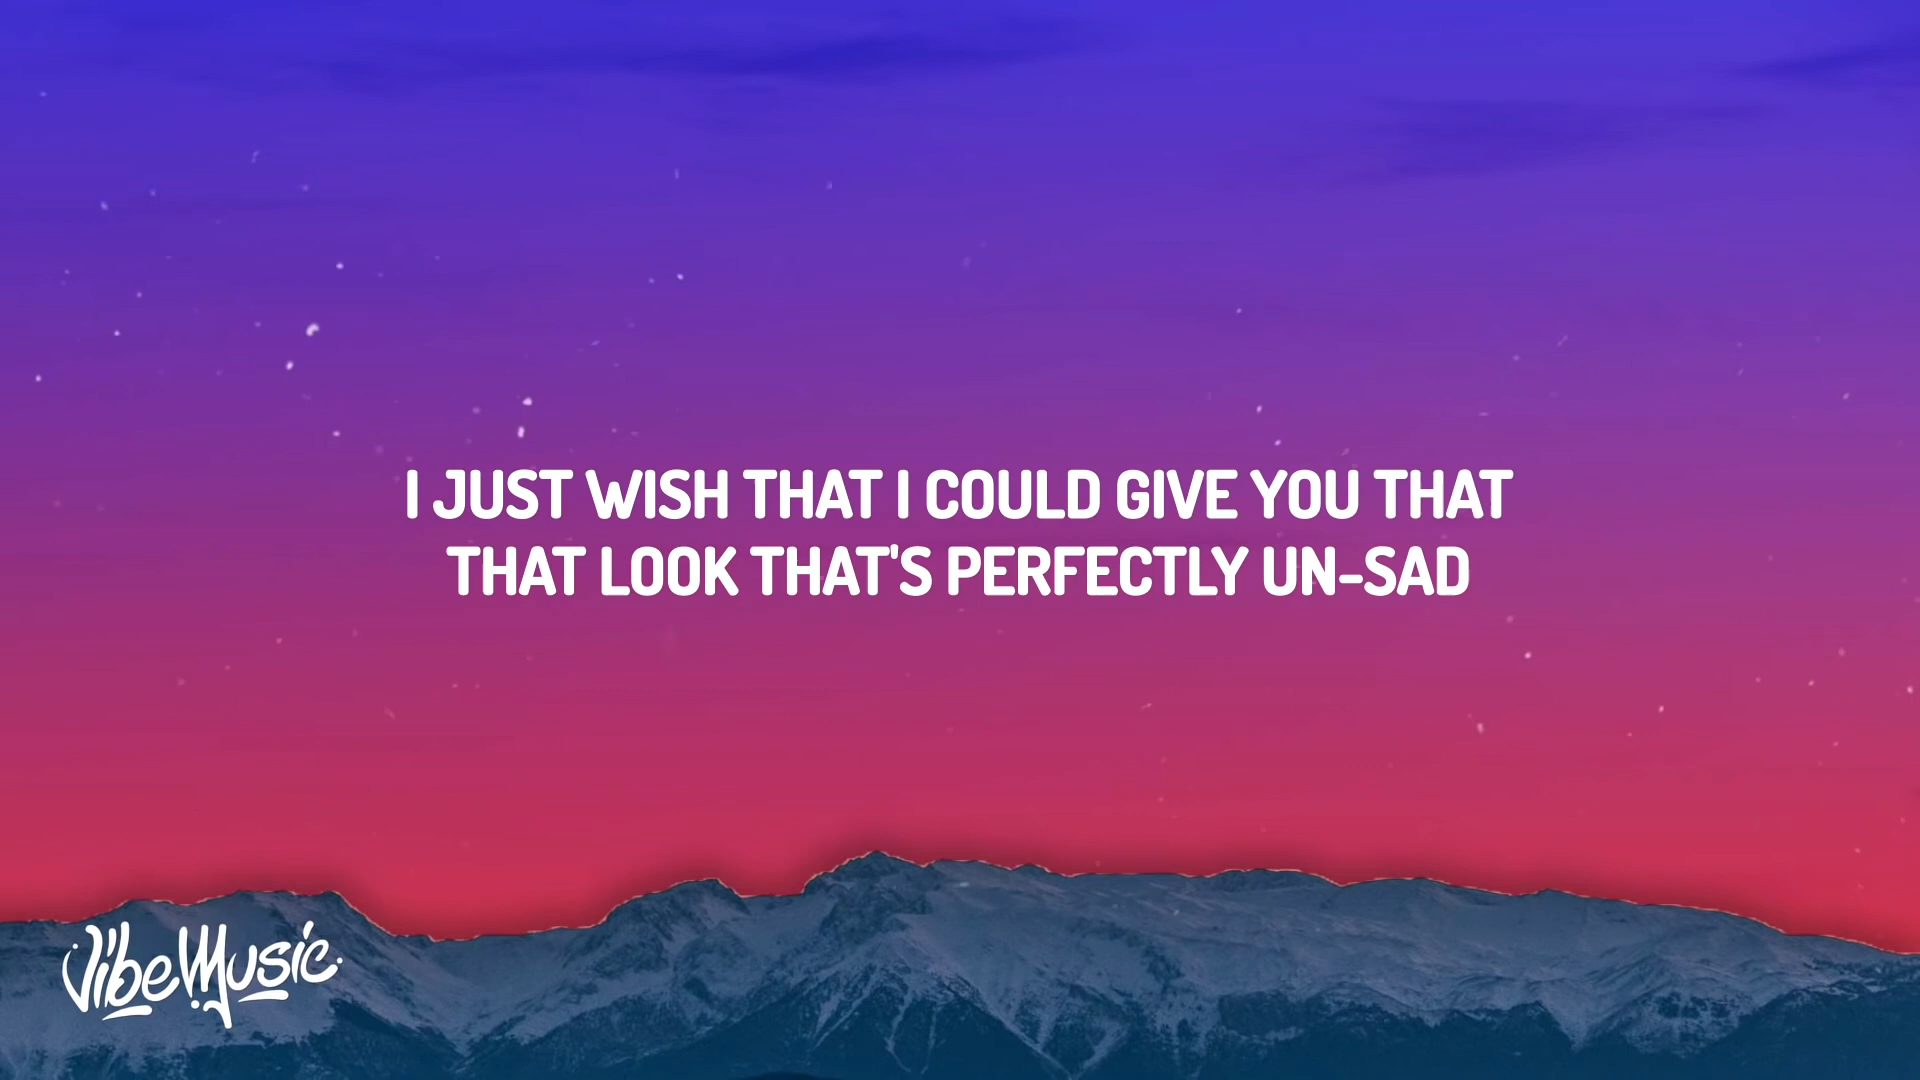 I JUST WISH THAT I COULD GIVE YOU THAT
THAT LOOK THAT'S PERFECTLY UN-SAD
VibeMusic